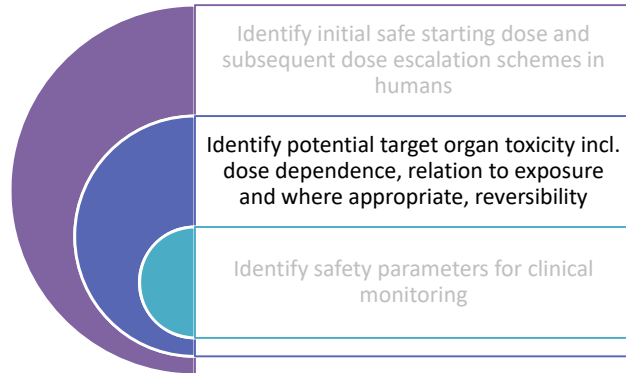 Identify initial safe starting dose and
subsequent dose escalation schemes in
humans
Identify potential target organ toxicity incl.
dose dependence, relation to exposure
and where appropriate, reversibility
Identify safety parameters for clinical
monitoring